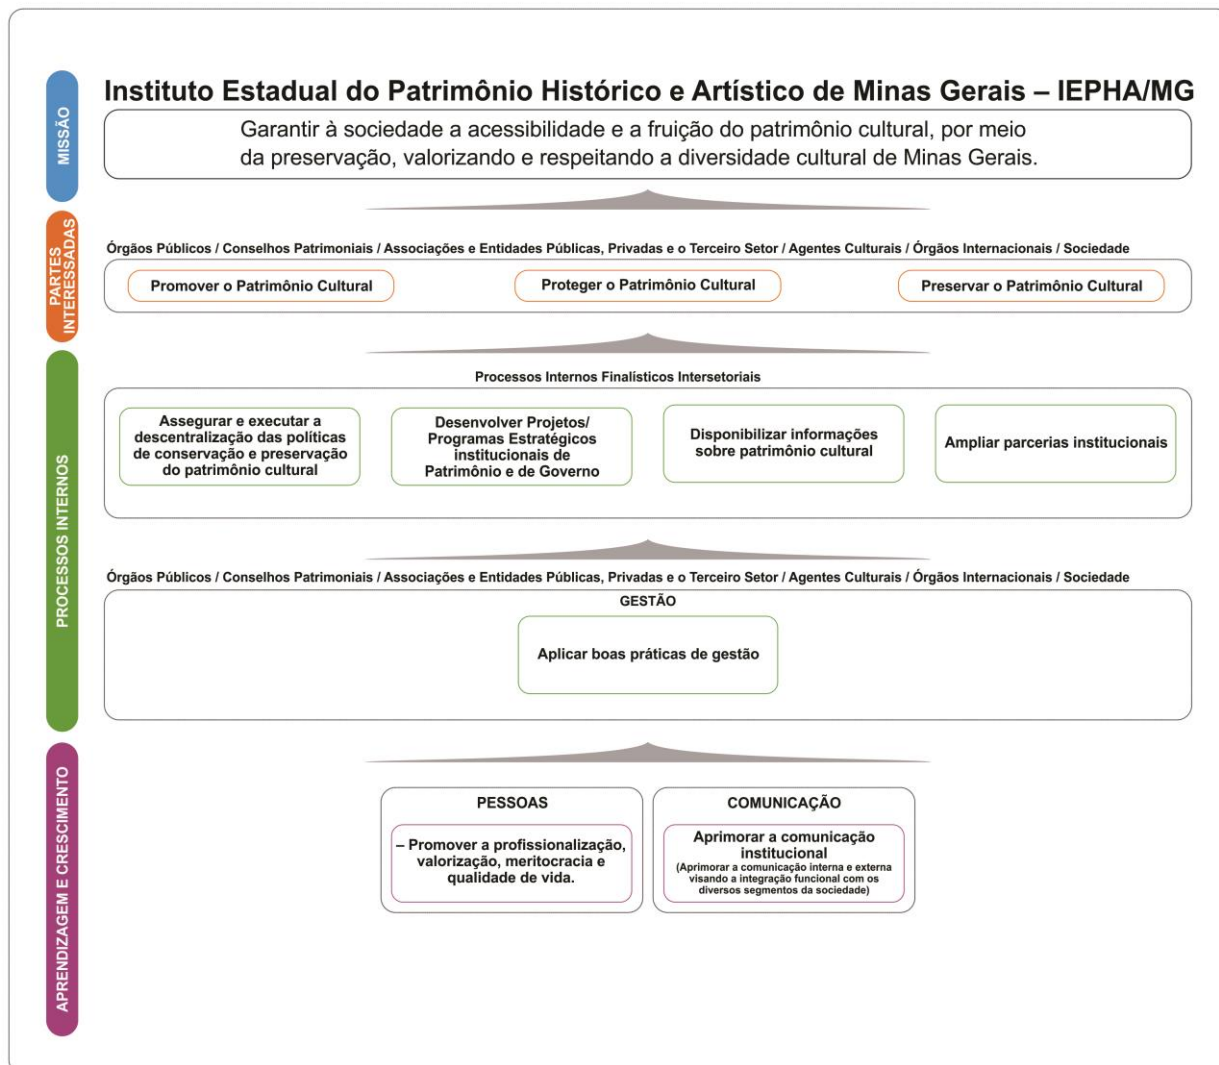 MISSÃO
Instituto Estadual do Patrimônio Histórico e Artístico de Minas Gerais – IEPHA/MG
Garantir à sociedade a acessibilidade e a fruição do patrimônio cultural, por meio
da preservação, valorizando e respeitando a diversidade cultural de Minas Gerais.
PARTES
INTERESSADAS
Órgãos Públicos / Conselhos Patrimoniais / Associações e Entidades Públicas, Privadas e o Terceiro Setor / Agentes Culturais / Órgãos Internacionais / Sociedade
Promover o Patrimônio Cultural
Proteger o Patrimônio Cultural
Preservar o Patrimônio Cultural
PROCESSOS INTERNOS
Processos Internos Finalísticos Intersetoriais
Assegurar e executar a
descentralização das políticas
de conservação e preservação
do patrimônio cultural
Desenvolver Projetos/
Programas Estratégicos
institucionais de
Patrimônio e de Governo
Disponibilizar informações
sobre patrimônio cultural
Ampliar parcerias institucionais
Órgãos Públicos / Conselhos Patrimoniais / Associações e Entidades Públicas, Privadas e o Terceiro Setor / Agentes Culturais / Órgãos Internacionais / Sociedade
GESTÃO
Aplicar boas práticas de gestão
APRENDIZAGEM E CRESCIMENTO
PESSOAS
– Promover a profissionalização,
valorização, meritocracia e
qualidade de vida.
COMUNICAÇÃO
Aprimorar a comunicação
institucional
(Aprimorar a comunicação interna e externa
visando a integração funcional com os
diversos segmentos da sociedade)